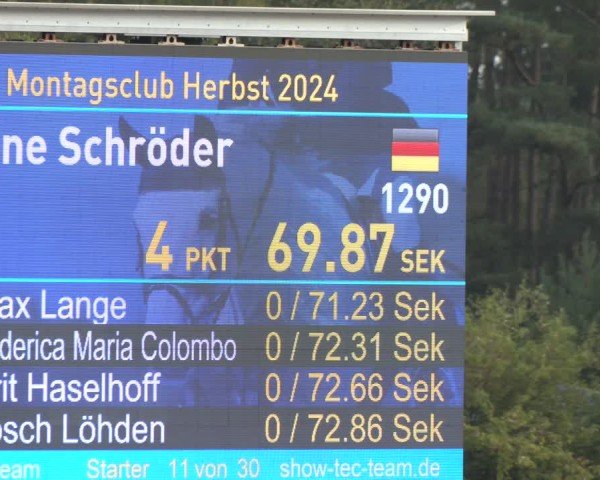 Montagsclub Herbst 2024
ne Schröder
1290
4 PKT 69.87 SEK
ax Lange 0 / 71.23 Sek
derica Maria Colombo 0 / 72.31 Sek
rit Haselhoff 0 / 72.66 Sek
osch Löhden 0 / 72.86 Sek
eam Starter 11 von 30 show-tec-team.de